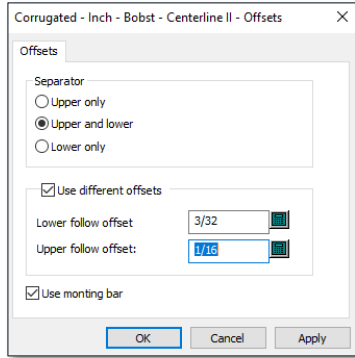 Corrugated - Inch - Bobst - Centerline II - Offsets
Offsets
Separator
Upper only
Upper and lower
Lower only
Use different offsets
Lower follow offset 3/32
Upper follow offset: 1/16
Use monting bar
OK Cancel Apply